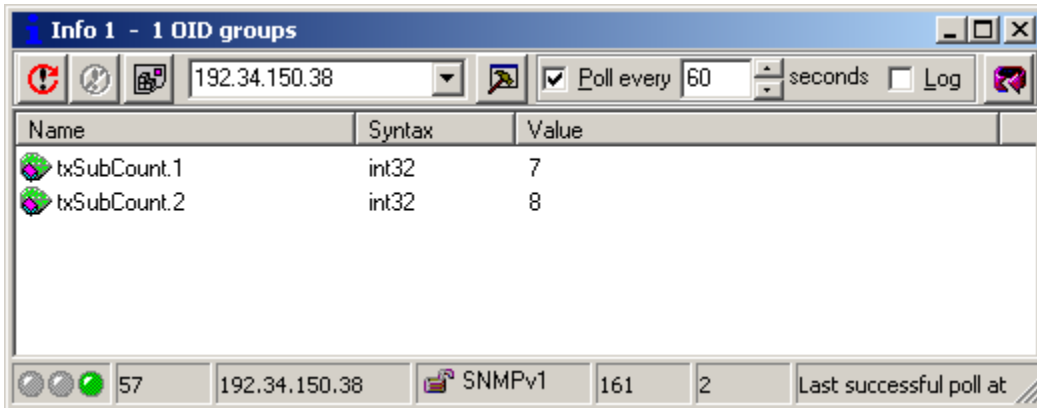 Info 1 - 1 OID groups
192.34.150.38 Poll every 60 seconds Log
Name Syntax Value
txSubCount.1 int32 7
txSubCount.2 int32 8
57 192.34.150.38 SNMPv1 161 2 Last successful poll at